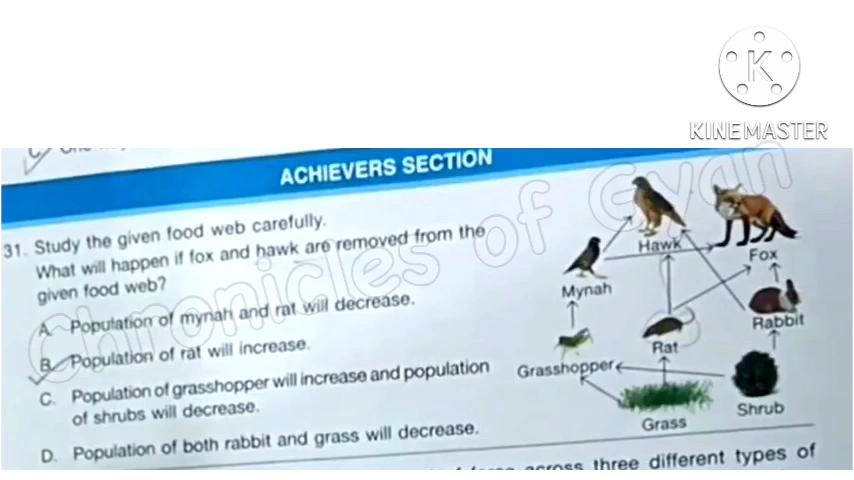 KINEMASTER
ACHIEVERS SECTION
31. Study the given food web carefully.
What will happen if fox and hawk are removed from the
given food web?
A. Population of mynah and rat will decrease.
B. Population of rat will increase.
C. Population of grasshopper will increase and population
of shrubs will decrease.
D. Population of both rabbit and grass will decrease.
Hawk
Fox
Mynah
Rabbit
Rat
Grasshopper
Shrub
Grass
Chronicles of Gyan
across three different types of